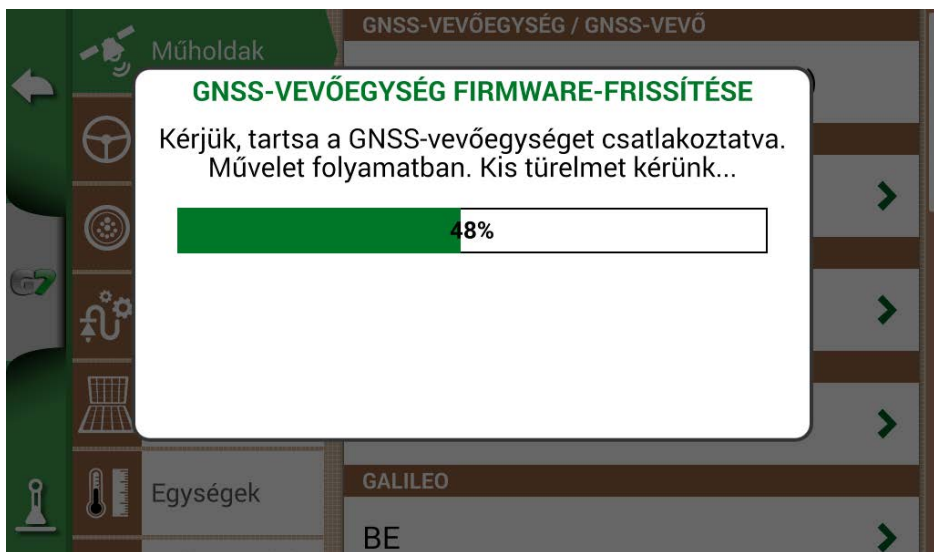 GNSS-VEVŐEGYSÉG / GNSS-VEVŐ
Műholdak
GNSS-VEVŐEGYSÉG FIRMWARE-FRISSÍTÉSE
Kérjük, tartsa a GNSS-vevőegységet csatlakoztatva.
Művelet folyamatban. Kis türelmet kérünk...
48%
G7
Egységek
GALILEO
BE